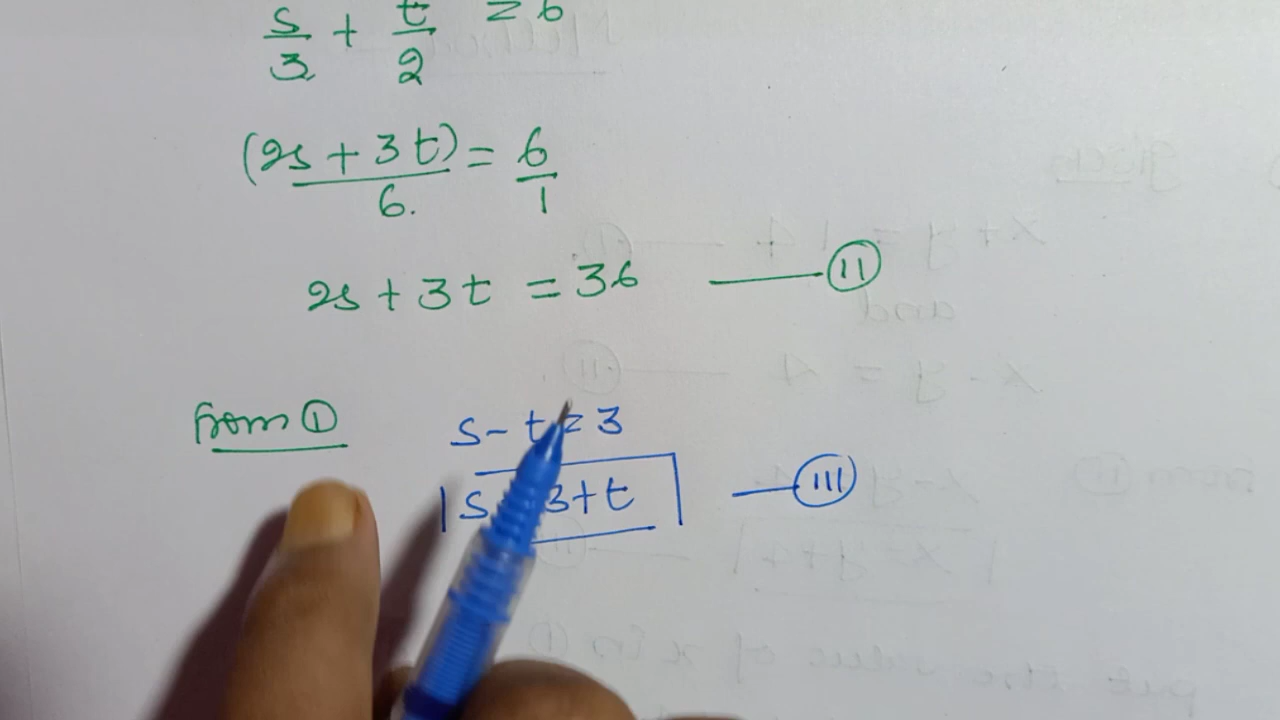 s/3 + t/2 = 6
(2s + 3t)/6. = 6/1
2s + 3t = 36 —— (II)
From (I) s - t = 3
s = 3 + t —— (III)